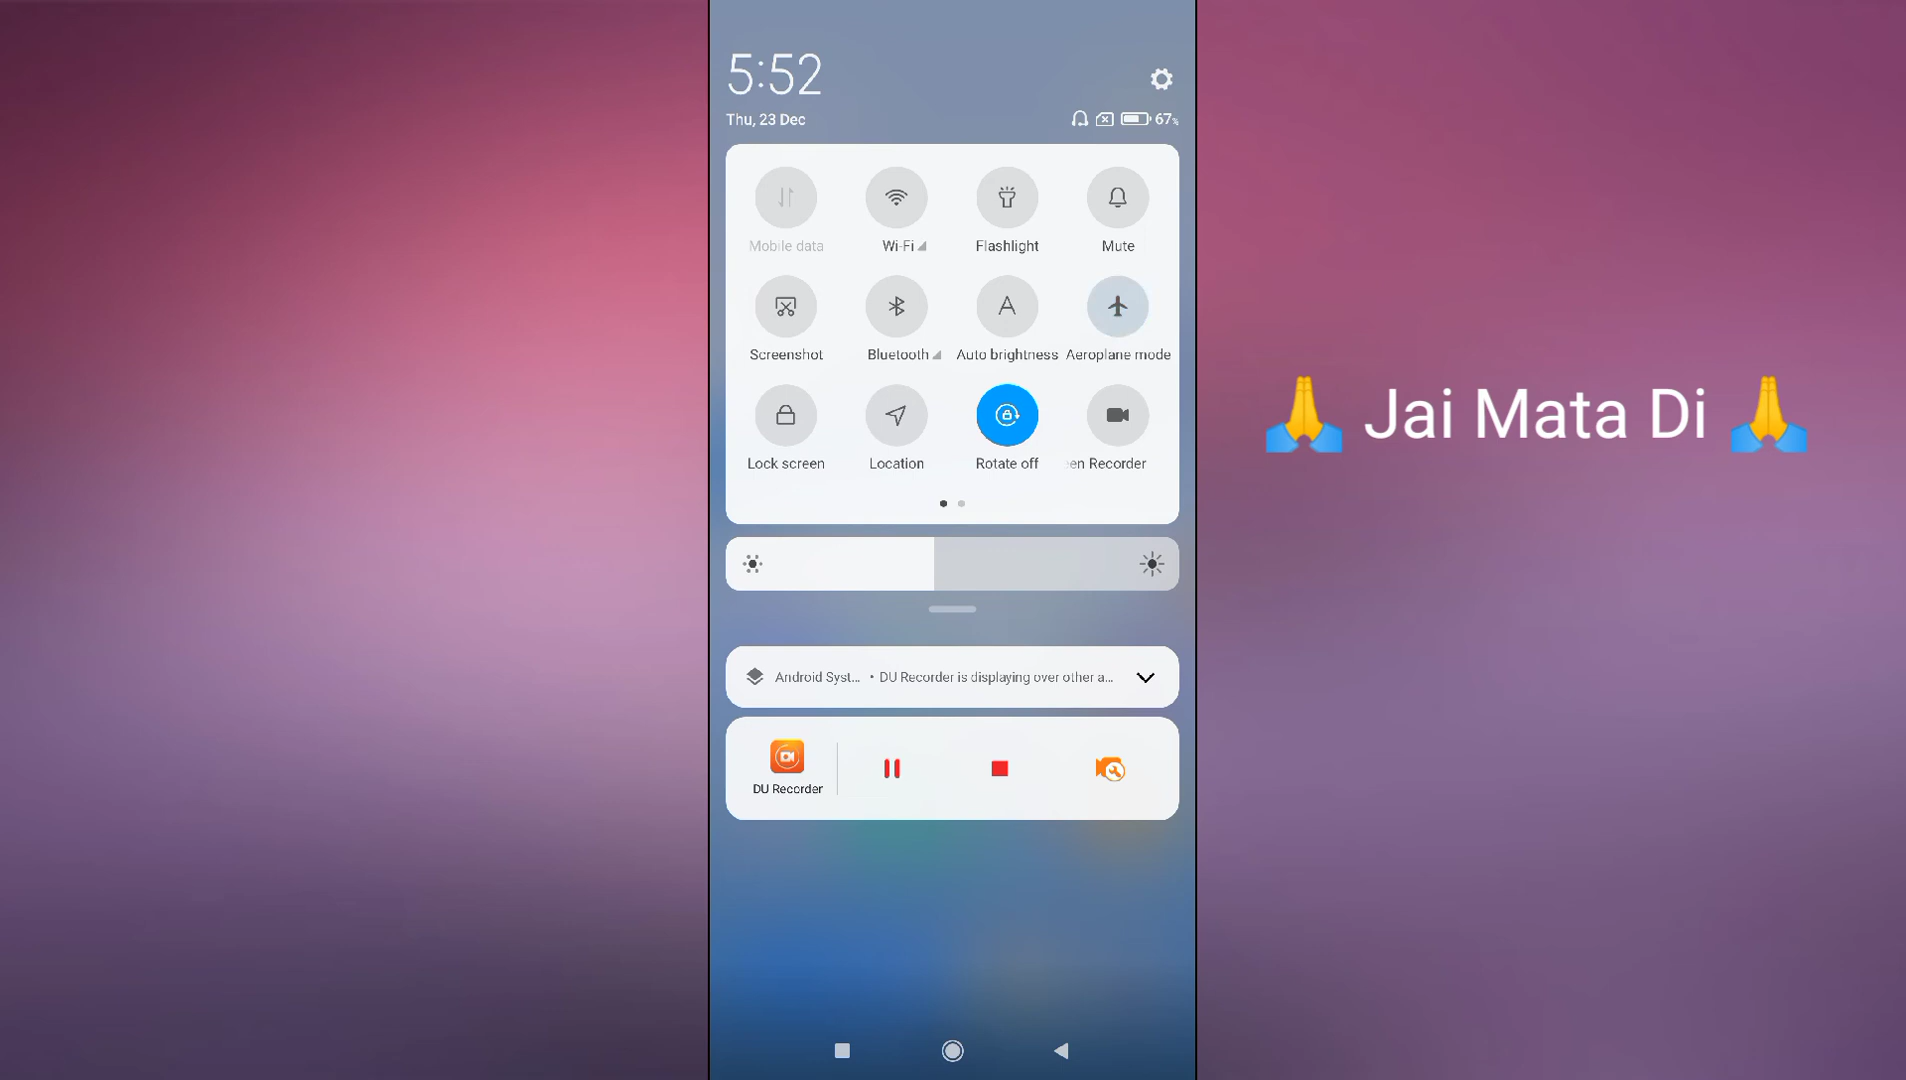 5:52
Thu, 23 Dec
67%
Mobile data
Wi-Fi
Flashlight
Mute
Screenshot
Bluetooth
Auto brightness
Aeroplane mode
Lock screen
Location
Rotate off
en Recorder
🙏 Jai Mata Di 🙏
Android Syst... • DU Recorder is displaying over other a...
DU Recorder